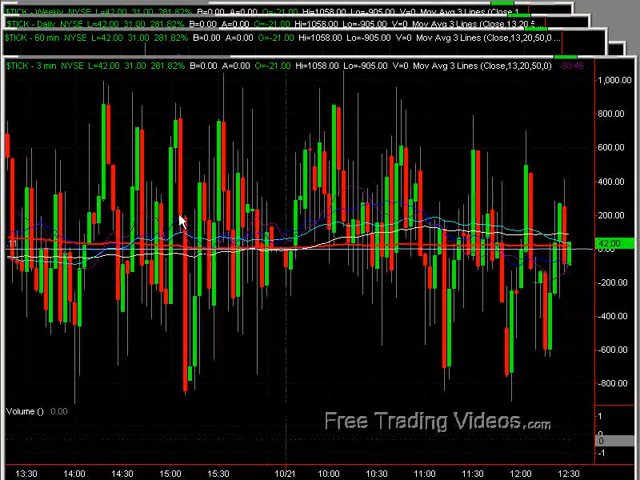 $TICK - Weekly NYSE L=42.00 31.00 281.82% B=0.00 A=0.00 O=-21.00 Hi=1058.00 Lo=-905.00 V=0 Mov Avg 3 Lines (Close,1
$TICK - Daily NYSE L=42.00 31.00 281.82% B=0.00 A=0.00 O=-21.00 Hi=1058.00 Lo=-905.00 V=0 Mov Avg 3 Lines (Close,13,20,5
$TICK - 60 min NYSE L=42.00 31.00 281.82% B=0.00 A=0.00 O=-21.00 Hi=1058.00 Lo=-905.00 V=0 Mov Avg 3 Lines (Close,13,20,50,0 ...
$TICK - 3 min NYSE L=42.00 31.00 281.82% B=0.00 A=0.00 O=-21.00 Hi=1058.00 Lo=-905.00 V=0 Mov Avg 3 Lines (Close,13,20,50,0)
1,000.00
800.00
600.00
400.00
200.00
42.00
-200.00
-400.00
-600.00
-800.00
Volume () 0.00
Free Trading Videos.com
1
0
0
-1
13:30 14:00 14:30 15:00 15:30 10/21 10:00 10:30 11:00 11:30 12:00 12:30